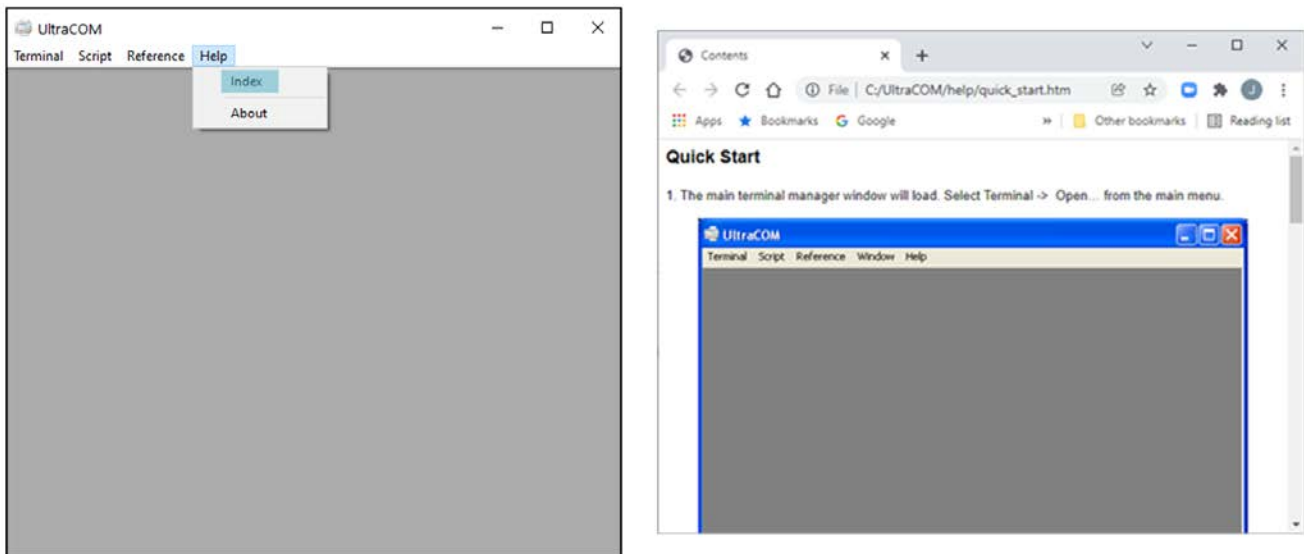 UltraCOM
Terminal Script Reference Help
Index
About
Contents
File | C:/UltraCOM/help/quick_start.htm
J
Apps Bookmarks G Google » Other bookmarks Reading list
Quick Start
1. The main terminal manager window will load. Select Terminal -> Open... from the main menu.
UltraCOM
Terminal Script Reference Window Help